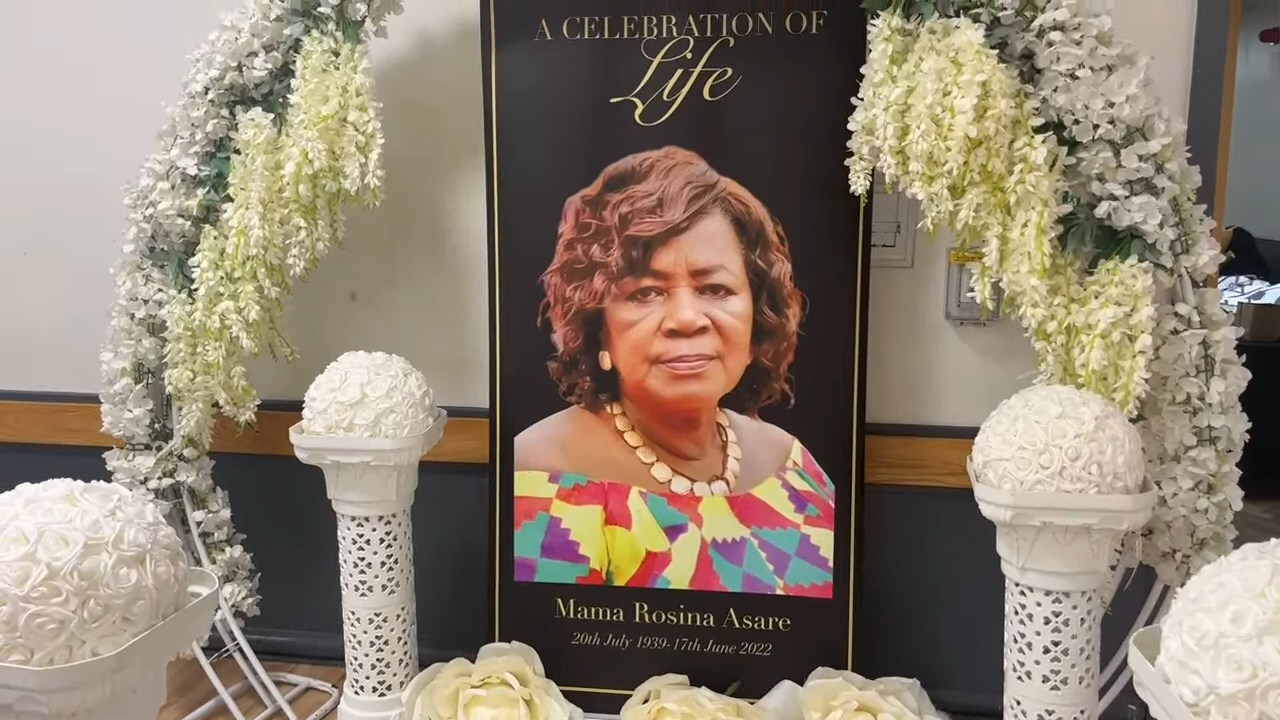 A CELEBRATION OF
Life
Mama Rosina Asare
20th July 1939-17th June 2022